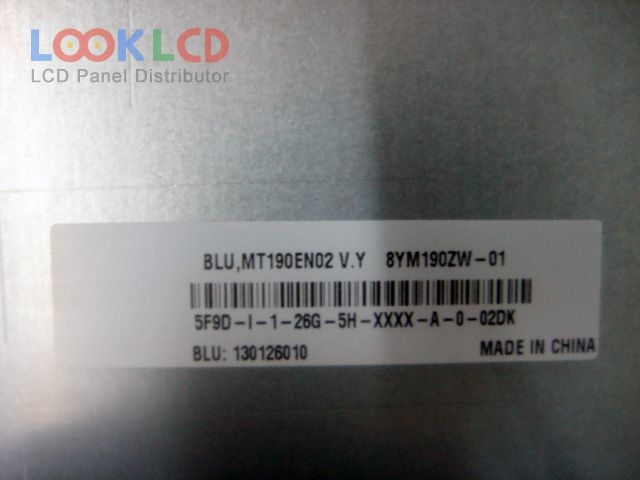 LOOKLCD
LCD Panel Distributor
BLU,MT190EN02 V.Y 8YM190ZW-01
5F9D-I-1-26G-5H-XXXX-A-0-02DK
BLU: 130126010 MADE IN CHINA